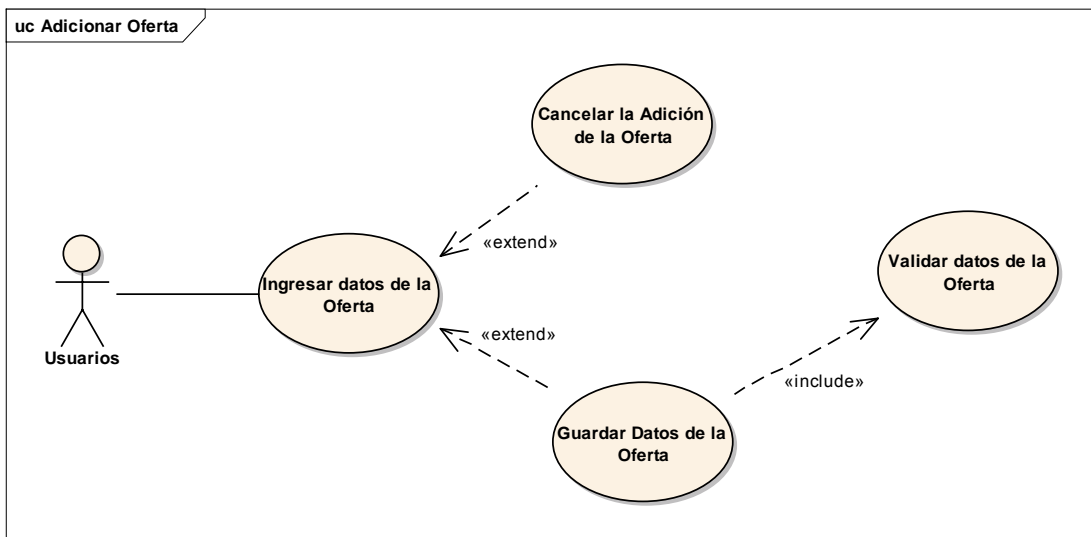 uc Adicionar Oferta
Cancelar la Adición
de la Oferta
«extend»
Validar datos de la
Oferta
Ingresar datos de la
Oferta
Usuarios
«extend»
«include»
Guardar Datos de la
Oferta